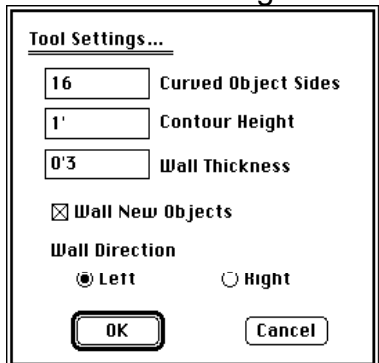 Tool Settings...
16 Curved Object Sides
1' Contour Height
0'3 Wall Thickness
Wall New Objects
Wall Direction
Left Right
OK Cancel